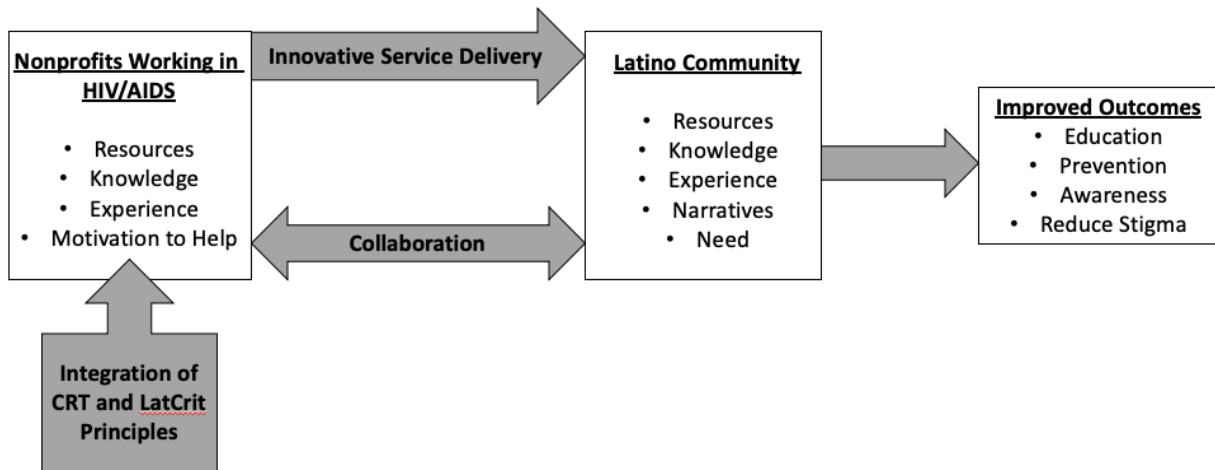 Nonprofits Working in
HIV/AIDS
• Resources
• Knowledge
• Experience
• Motivation to Help
Innovative Service Delivery
Collaboration
Integration of
CRT and LatCrit
Principles
Latino Community
• Resources
• Knowledge
• Experience
• Narratives
• Need
Improved Outcomes
• Education
• Prevention
• Awareness
• Reduce Stigma